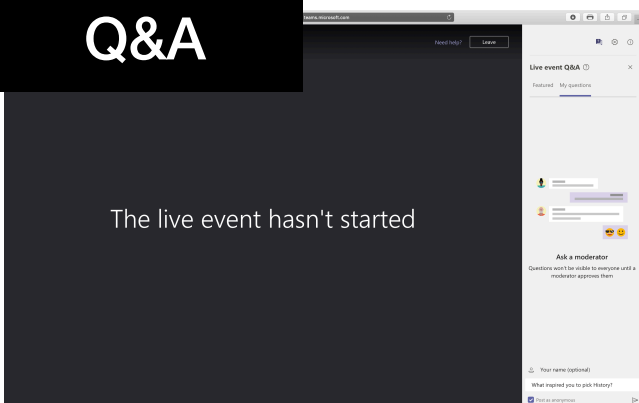 Q&A
teams.microsoft.com
Need help?
Leave
Live event Q&A
Featured
My questions
The live event hasn't started
Ask a moderator
Questions won't be visible to everyone until a
moderator approves them
Your name (optional)
What inspired you to pick History?
Post as anonymous